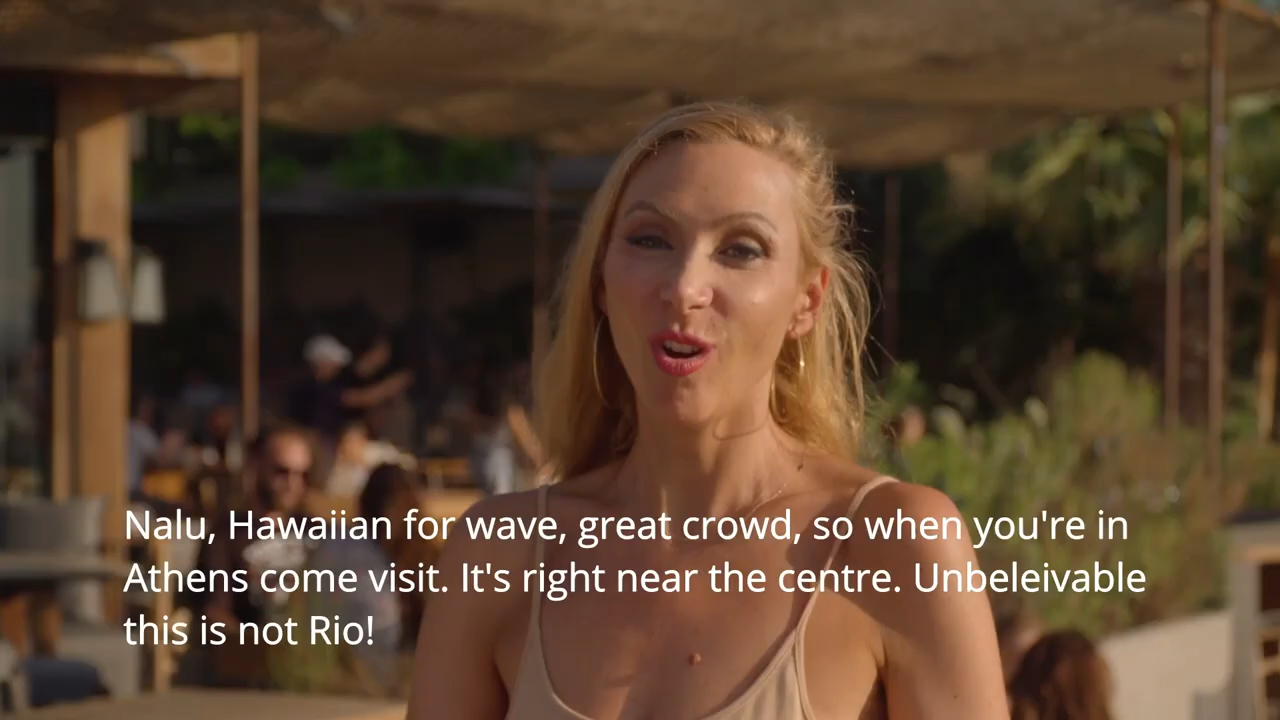 Nalu, Hawaiian for wave, great crowd, so when you're in
Athens come visit. It's right near the centre. Unbeleivable
this is not Rio!